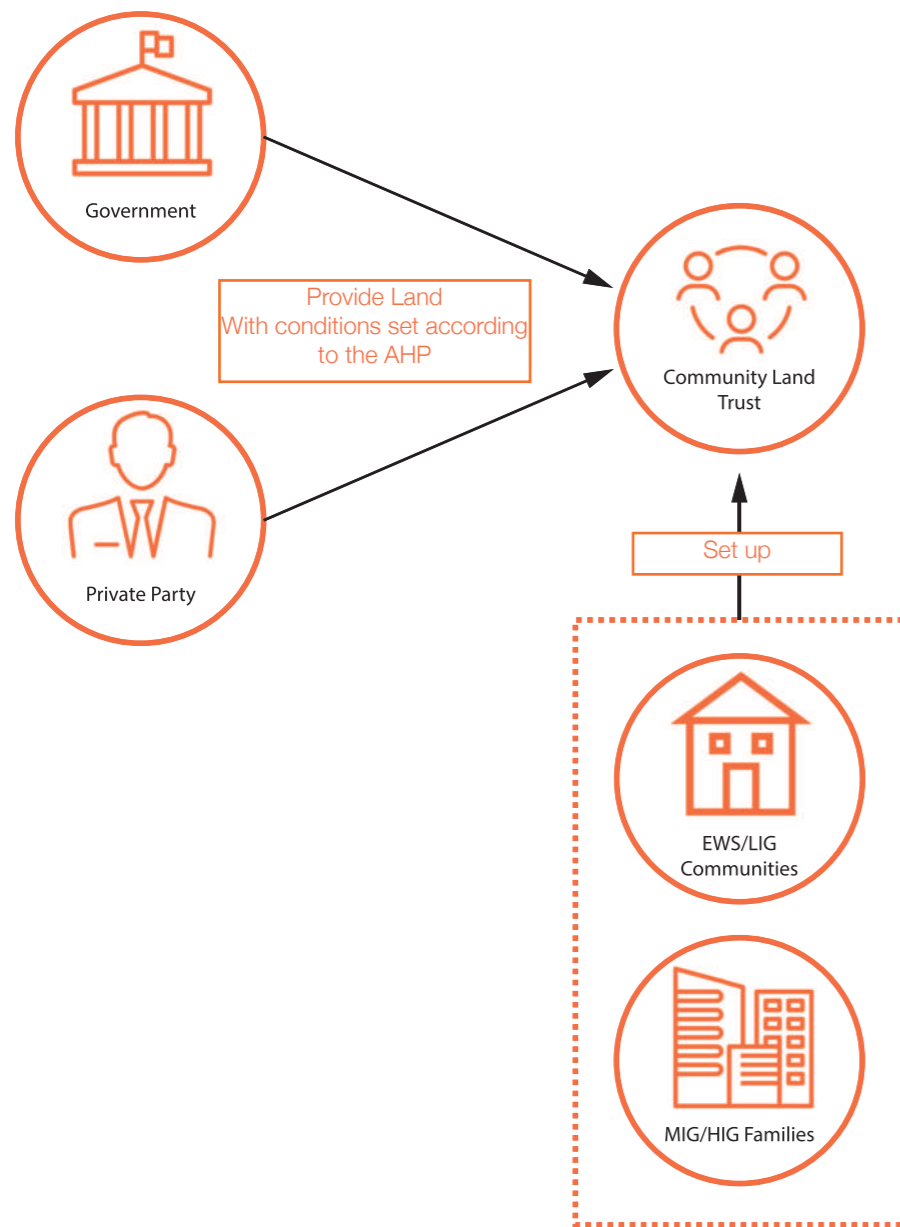 Government
Provide Land
With conditions set according
to the AHP
Community Land
Trust
Private Party
Set up
EWS/LIG
Communities
MIG/HIG Families